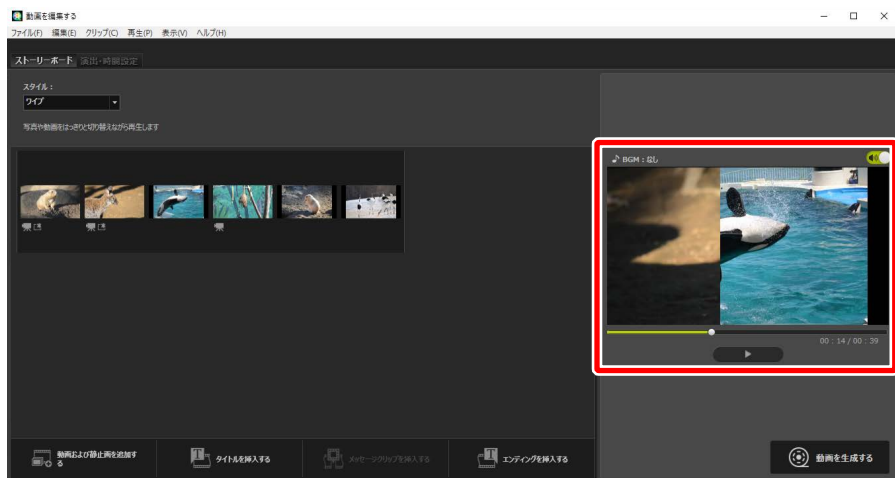 動画を編集する
ファイル(F) 編集(E) クリップ(C) 再生(P) 表示(V) ヘルプ(H)
ストーリーボード 演出・時間設定
スタイル：
ワイプ
写真や動画をはっきりと切り替えながら再生します
BGM：なし
00：14 / 00：39
動画および静止画を追加す
る
タイトルを挿入する
メッセージクリップを挿入する
エンディングを挿入する
動画を生成する